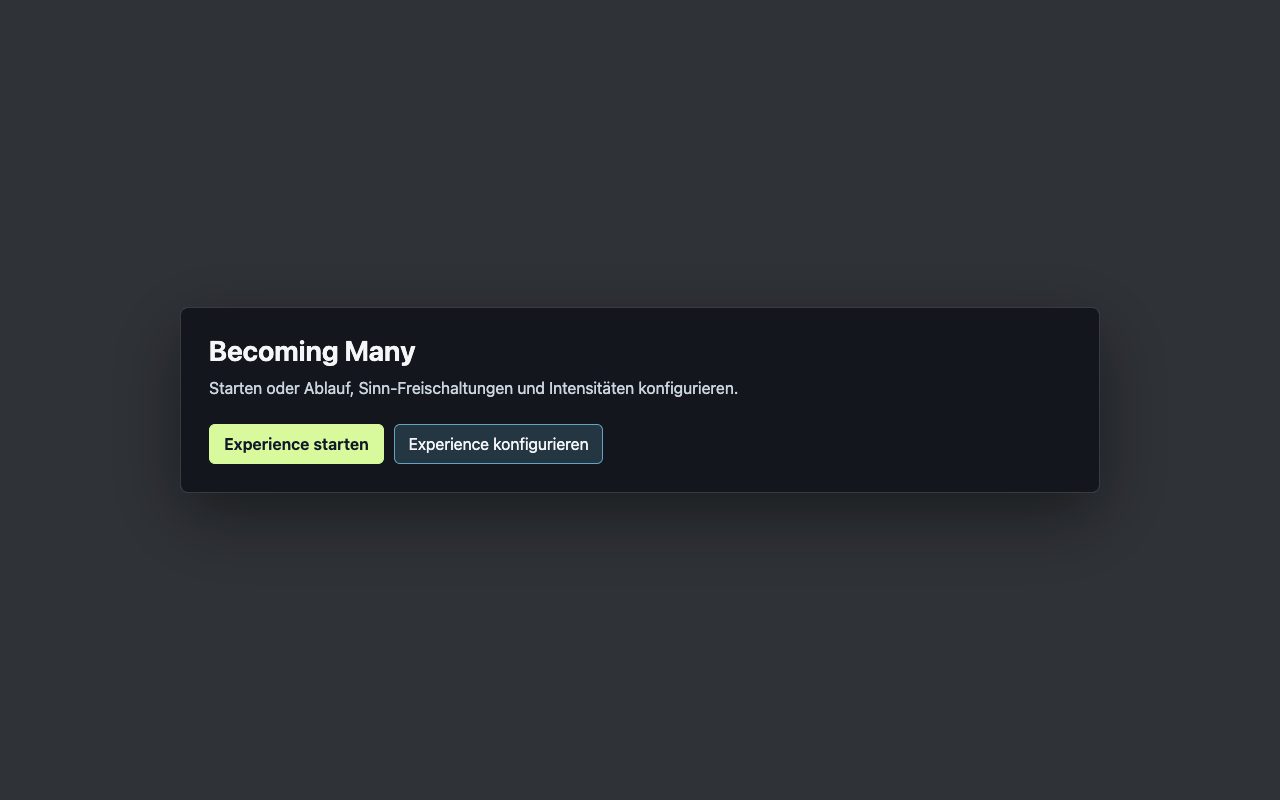 Becoming Many
Starten oder Ablauf, Sinn-Freischaltungen und Intensitäten konfigurieren.
Experience starten
Experience konfigurieren